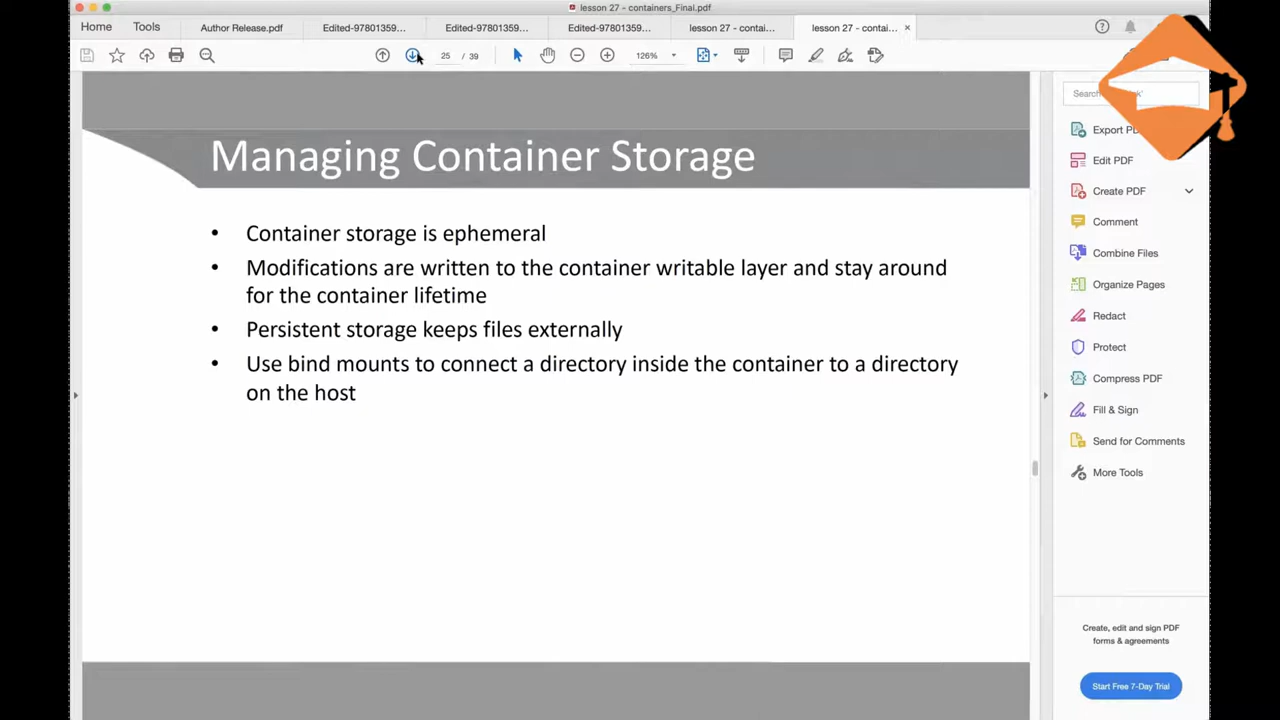 lesson 27 - containers_Final.pdf
Home
Tools
Author Release.pdf
Edited-97801359...
Edited-97801359...
Edited-97801359...
lesson 27 - contai...
lesson 27 - contai...
25 / 39
126%
Managing Container Storage
• Container storage is ephemeral
• Modifications are written to the container writable layer and stay around
for the container lifetime
• Persistent storage keeps files externally
• Use bind mounts to connect a directory inside the container to a directory
on the host
Export
Edit PDF
Create PDF
Comment
Combine Files
Organize Pages
Redact
Protect
Compress PDF
Fill & Sign
Send for Comments
More Tools
Create, edit and sign PDF
forms & agreements
Start Free 7-Day Trial